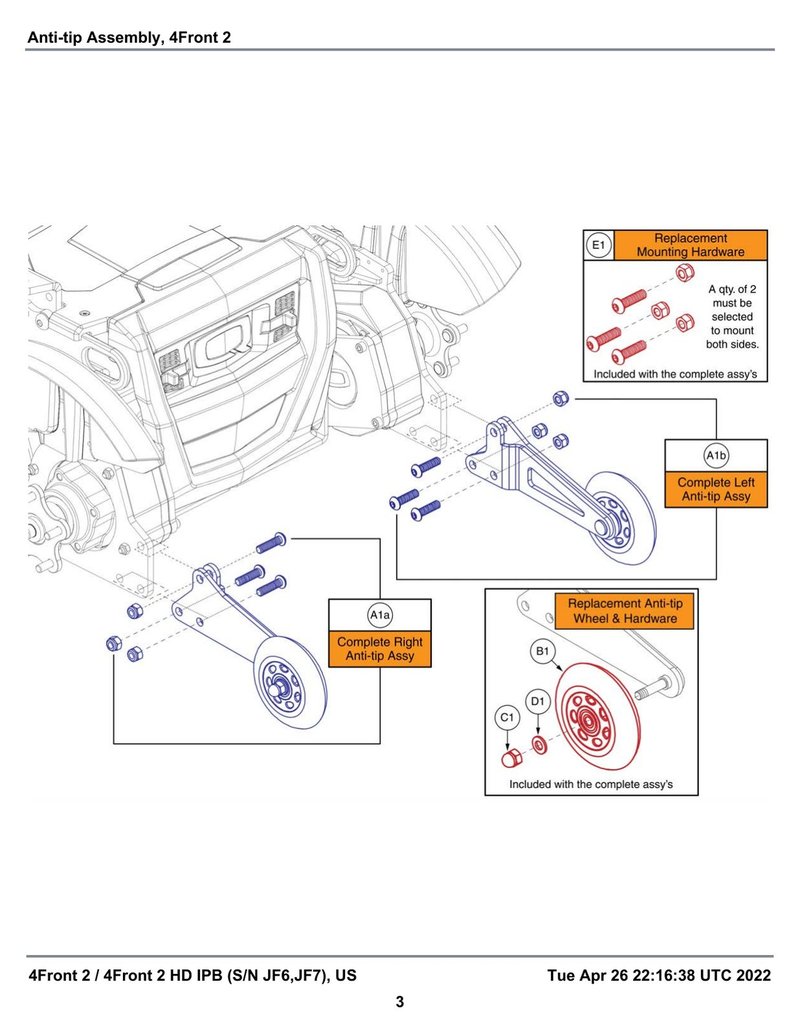 Anti-tip Assembly, 4Front 2
E1
Replacement
Mounting Hardware
A qty. of 2
must be
selected
to mount
both sides.
Included with the complete assy's
A1b
Complete Left
Anti-tip Assy
A1a
Complete Right
Anti-tip Assy
Replacement Anti-tip
Wheel & Hardware
B1
D1
C1
Included with the complete assy's
4Front 2 / 4Front 2 HD IPB (S/N JF6,JF7), US
Tue Apr 26 22:16:38 UTC 2022
3